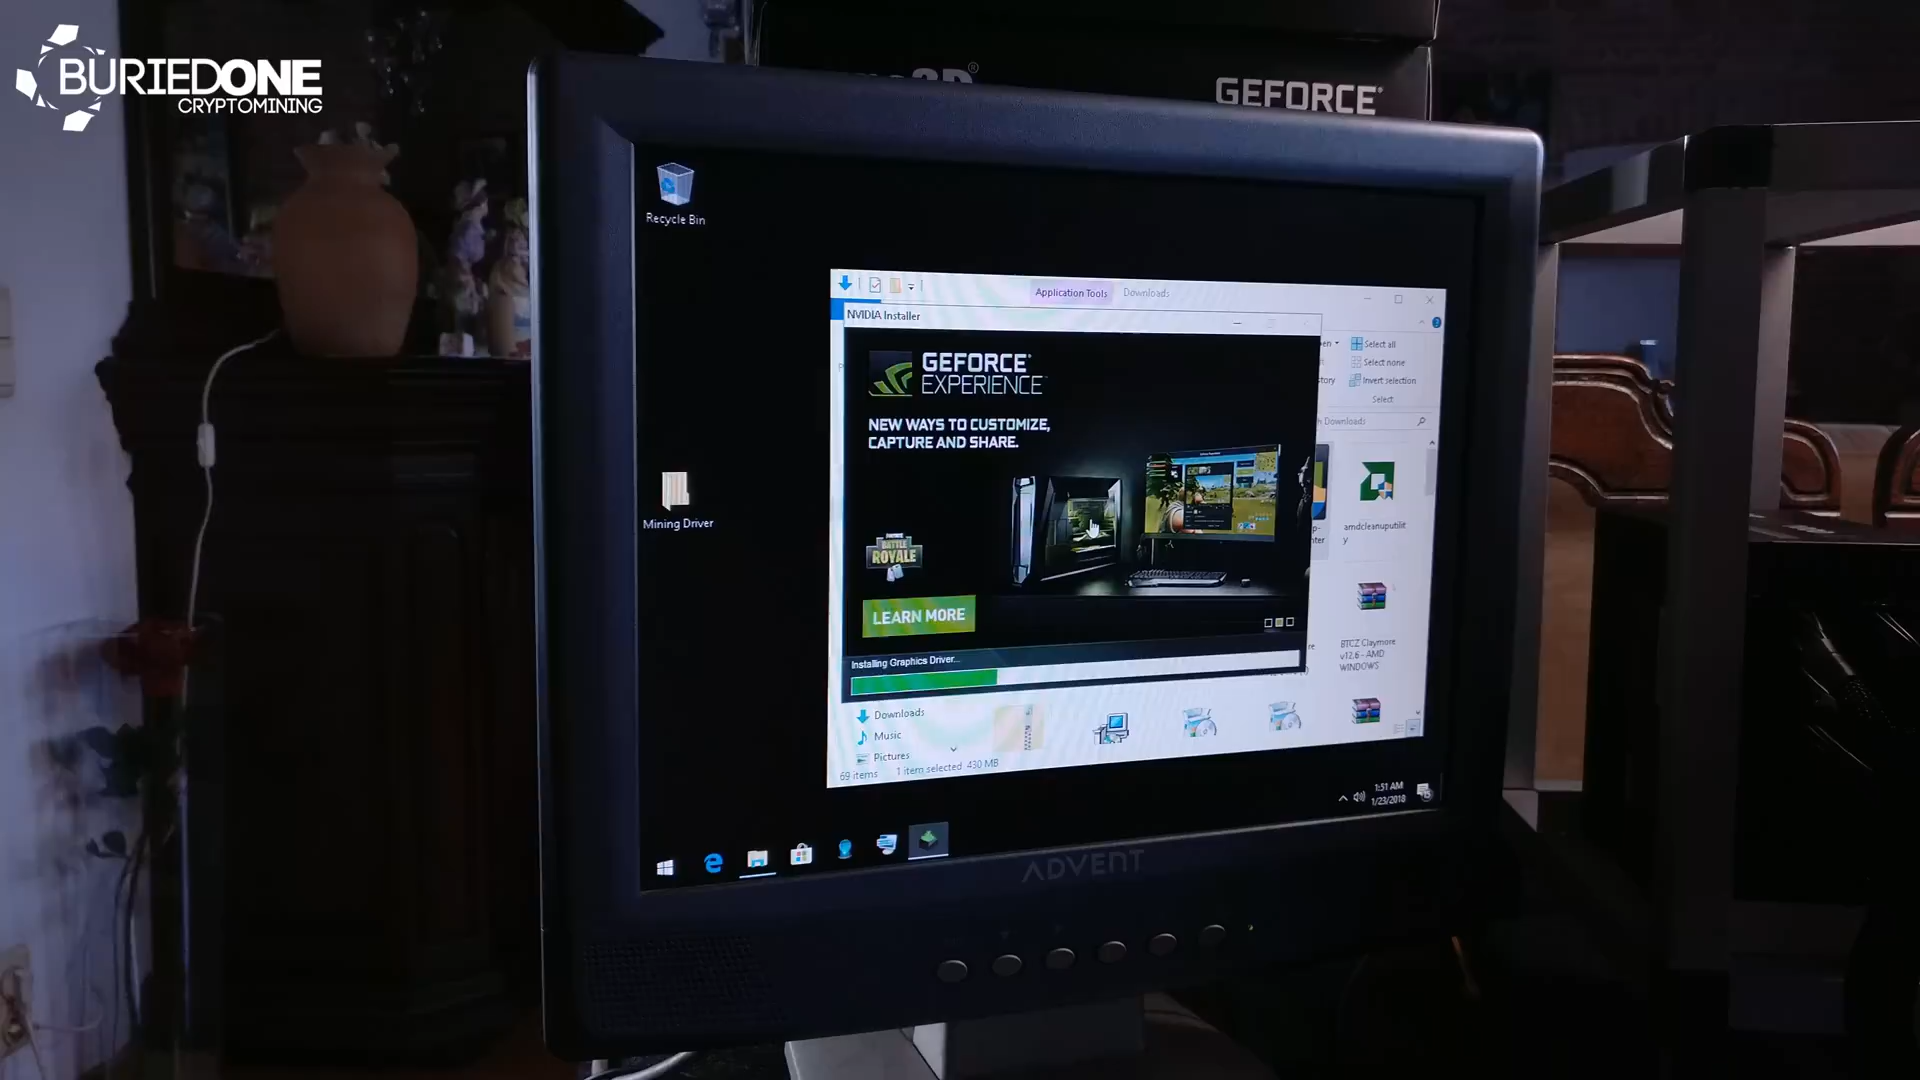 BURIEDONE
CRYPTOMINING
GEFORCE®
Recycle Bin
Mining Driver
Application Tools
Downloads
NVIDIA Installer
GEFORCE®
EXPERIENCE
NEW WAYS TO CUSTOMIZE,
CAPTURE AND SHARE.
BATTLE
ROYALE
LEARN MORE
Installing Graphics Driver...
Select all
Select none
Invert selection
Select
Downloads
amdcleanuputilit
y
BTCZ Claymore
v12.6 - AMD
WINDOWS
Downloads
Music
Pictures
69 items 1 item selected 430 MB
1:51 AM
1/23/2018
ADVENT